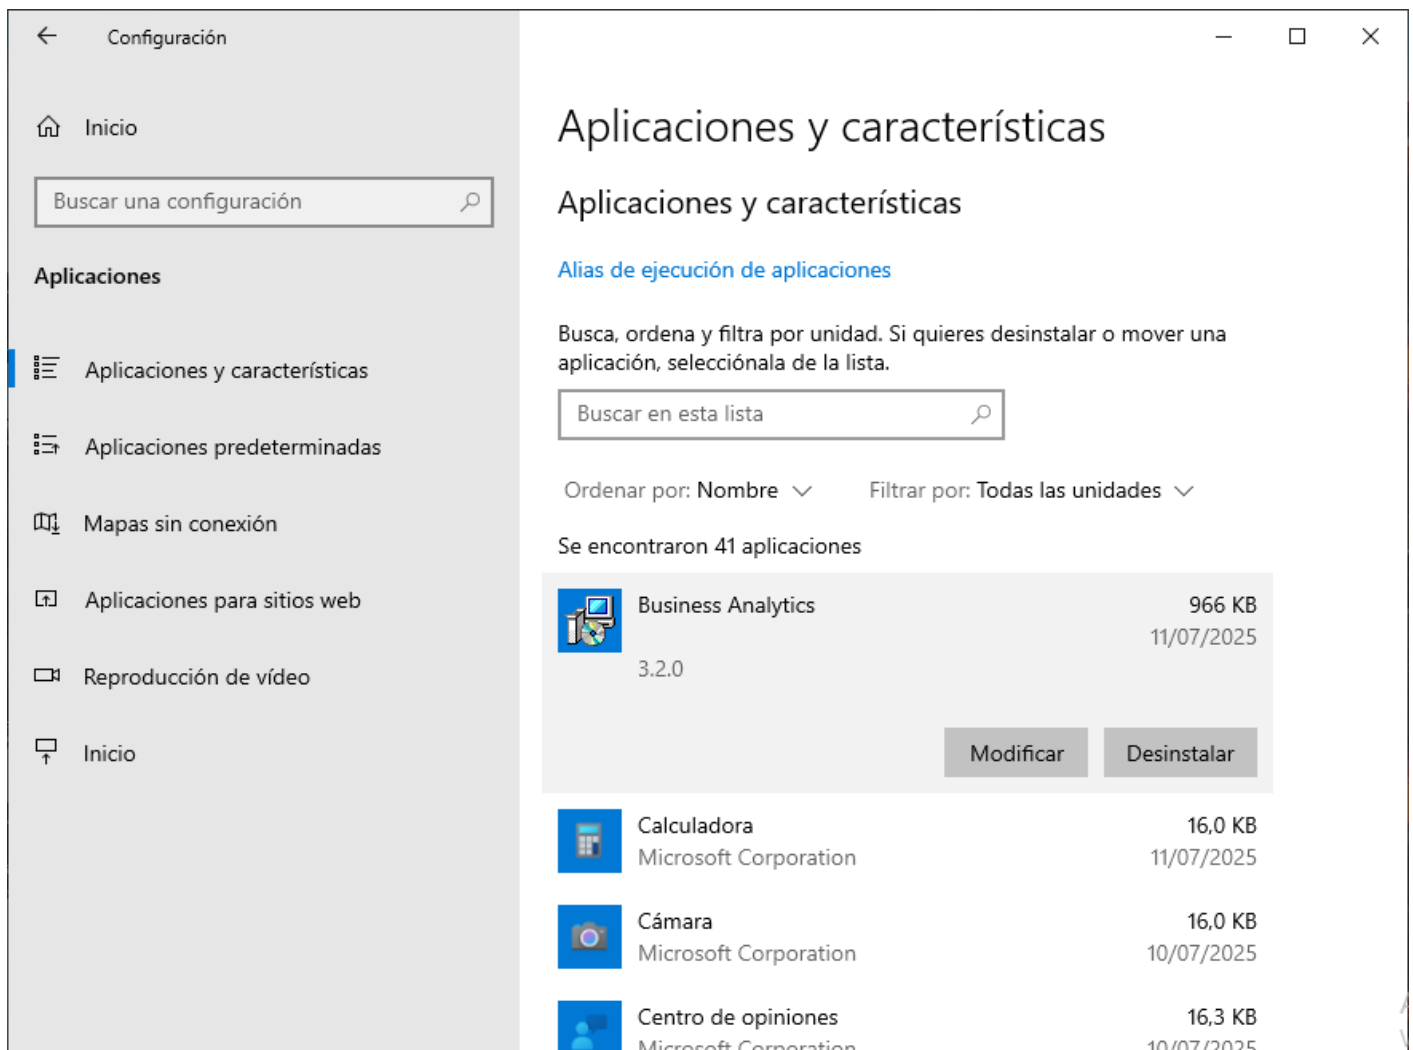 Configuración
Inicio
Buscar una configuración
Aplicaciones
Aplicaciones y características
Aplicaciones predeterminadas
Mapas sin conexión
Aplicaciones para sitios web
Reproducción de vídeo
Inicio
Aplicaciones y características
Aplicaciones y características
Alias de ejecución de aplicaciones
Busca, ordena y filtra por unidad. Si quieres desinstalar o mover una
aplicación, selecciónala de la lista.
Buscar en esta lista
Ordenar por: Nombre Filtrar por: Todas las unidades
Se encontraron 41 aplicaciones
Business Analytics 966 KB
11/07/2025
3.2.0
Modificar Desinstalar
Calculadora 16,0 KB
Microsoft Corporation 11/07/2025
Cámara 16,0 KB
Microsoft Corporation 10/07/2025
Centro de opiniones 16,3 KB
Microsoft Corporation 10/07/2025